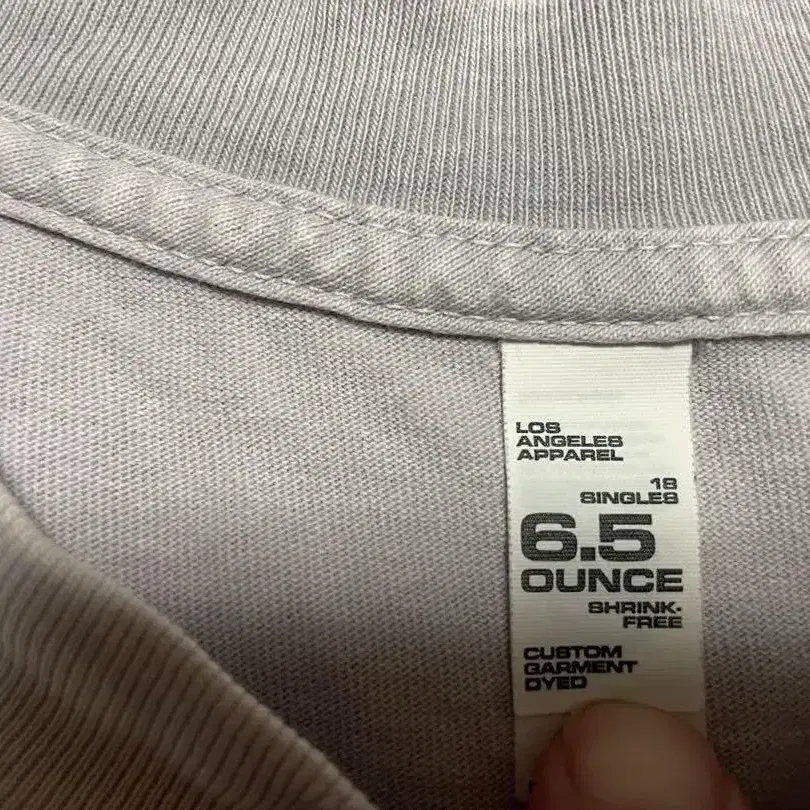 LOS
ANGELES
APPAREL
18
SINGLES
6.5
OUNCE
SHRINK-
FREE
CUSTOM
GARMENT
DYED